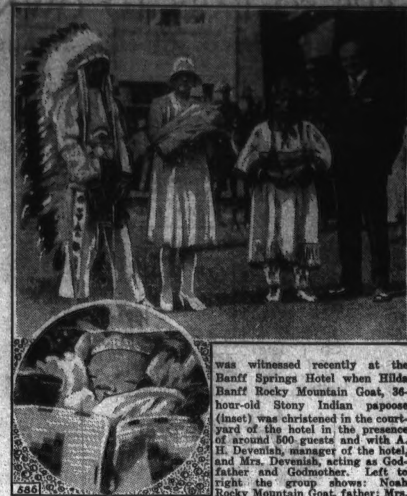 was witnessed recently at the
Banff Springs Hotel when Hilda
Banff Rocky Mountain Goat, 36-
hour-old Stony Indian papoose
(inset) was christened in the court-
yard of the hotel in the presence
of around 500 guests and with A.
H. Devenish, manager of the hotel,
and Mrs. Devenish, acting as God-
father and Godmother. Left to
right the group shows: Noah
Rocky Mountain Goat, father; Mrs.
586